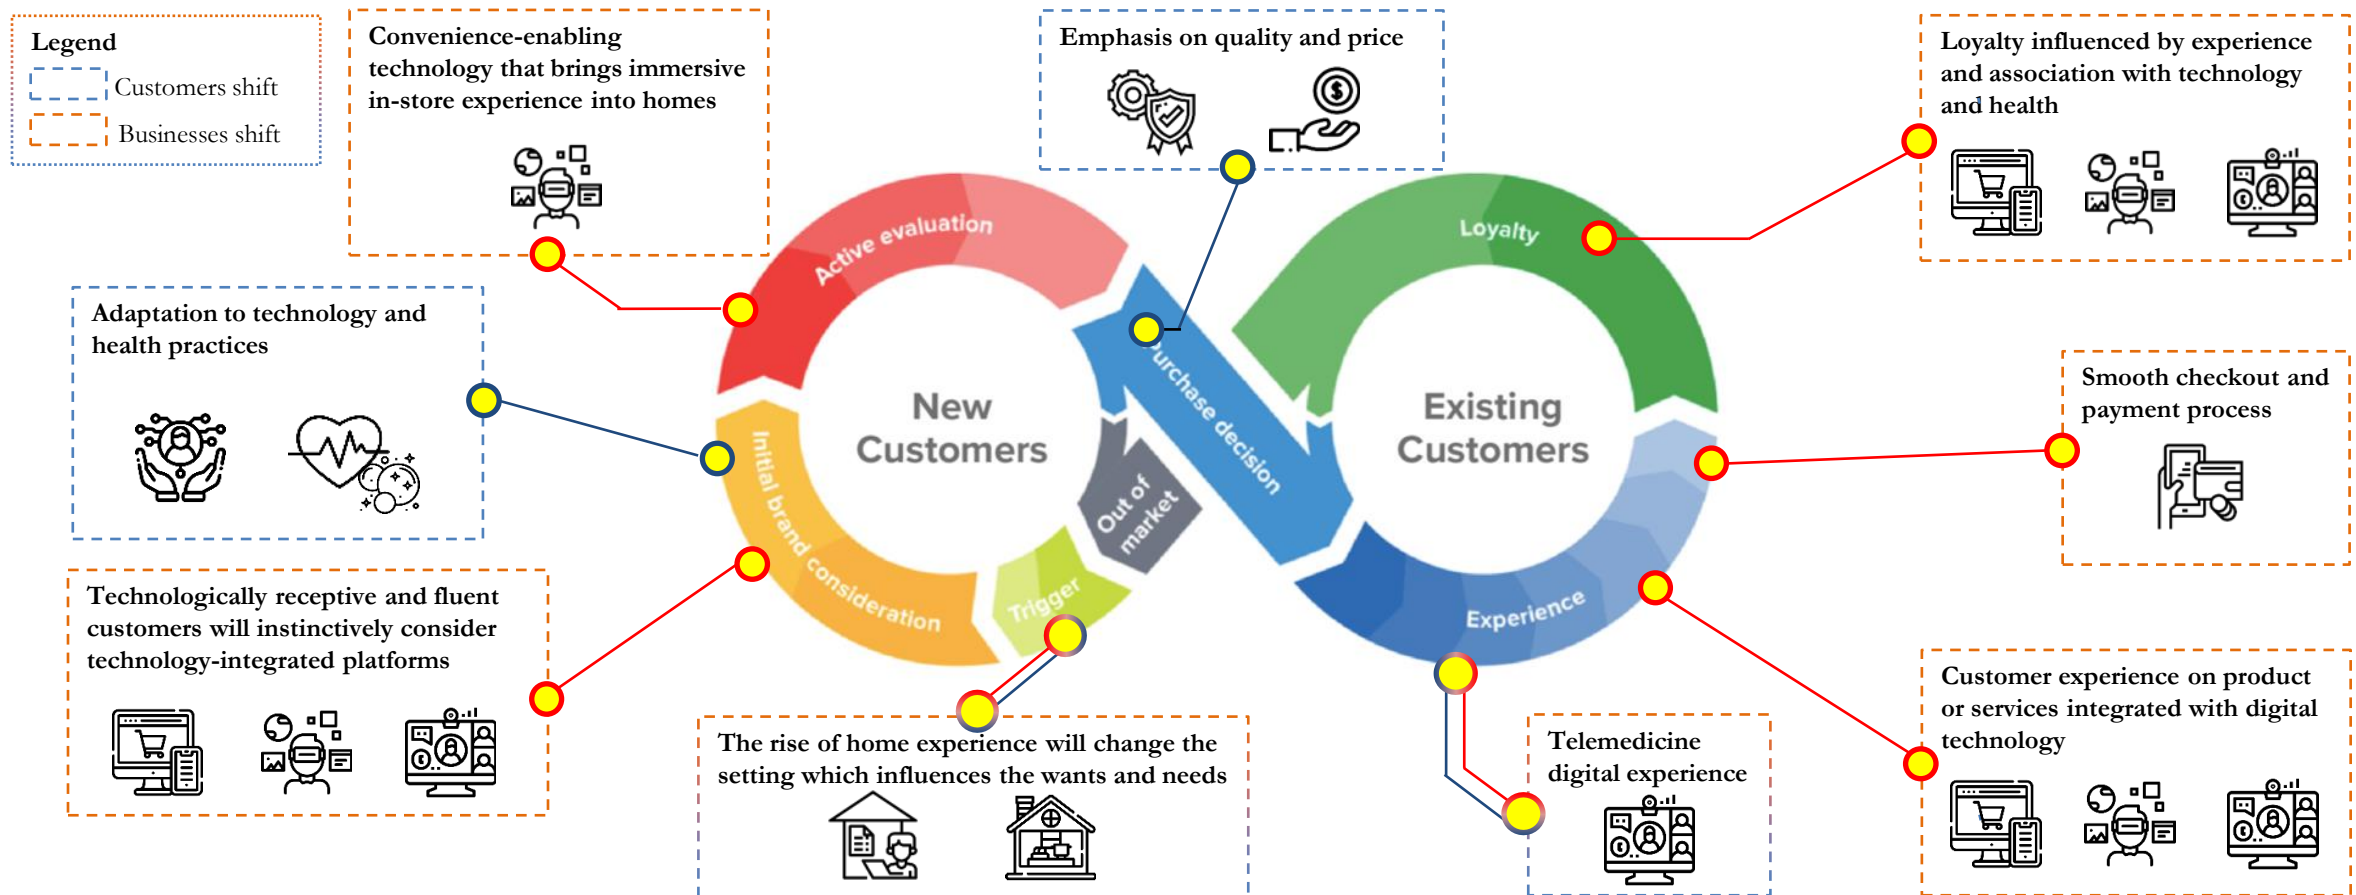 Legend
Customers shift
Businesses shift
Convenience-enabling
technology that brings immersive
in-store experience into homes
Emphasis on quality and price
Loyalty influenced by experience
and association with technology
and health
Adaptation to technology and
health practices
Active evaluation
Loyalty
New
Customers
Purchase decision
Existing
Customers
Smooth checkout and
payment process
Initial brand consideration
Out of
market
Trigger
Experience
Technologically receptive and fluent
customers will instinctively consider
technology-integrated platforms
The rise of home experience will change the
setting which influences the wants and needs
Telemedicine
digital experience
Customer experience on product
or services integrated with digital
technology